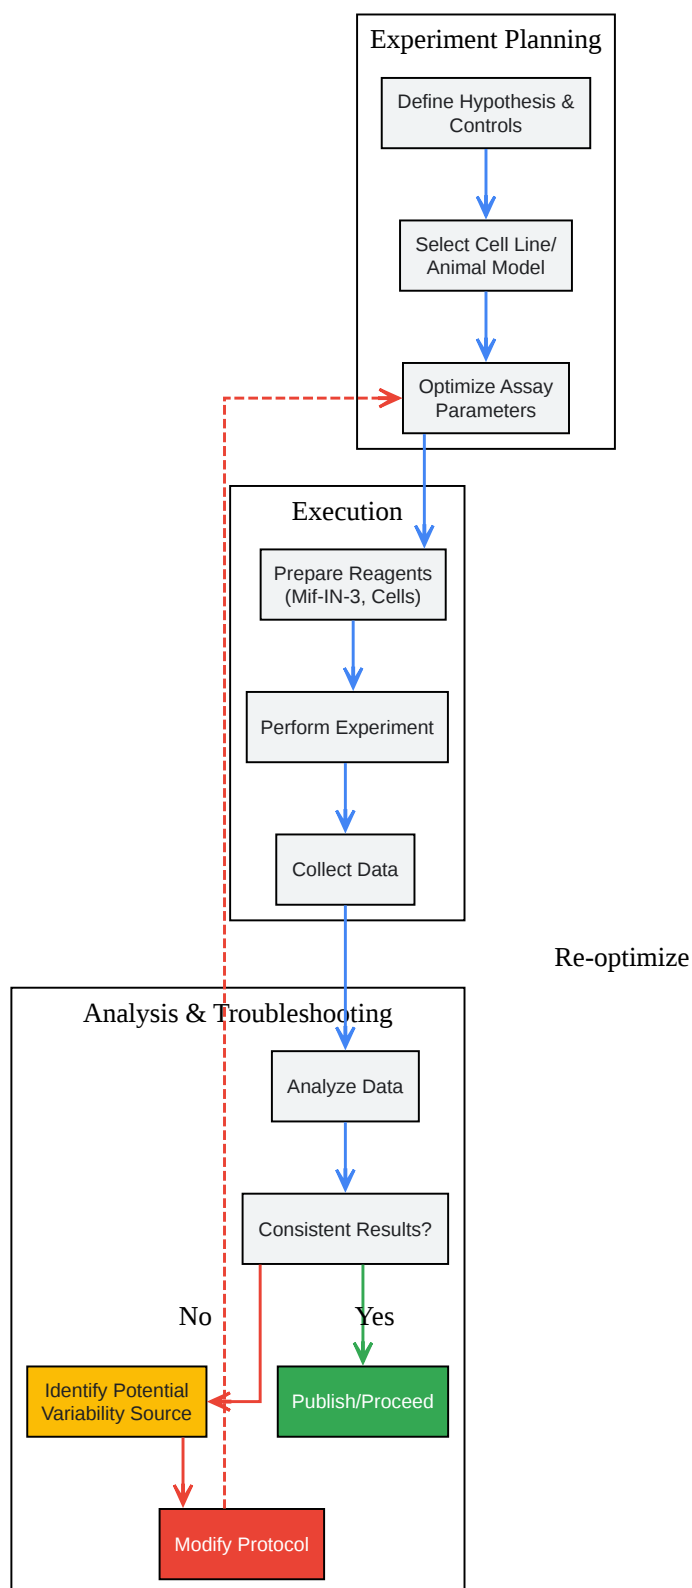 Experiment Planning
Define Hypothesis &
Controls
Select Cell Line/
Animal Model
Optimize Assay
Parameters
Execution
Prepare Reagents
(Mif-IN-3, Cells)
Perform Experiment
Collect Data
Re-optimize
Analysis & Troubleshooting
Analyze Data
Consistent Results?
No
Yes
Identify Potential
Variability Source
Publish/Proceed
Modify Protocol